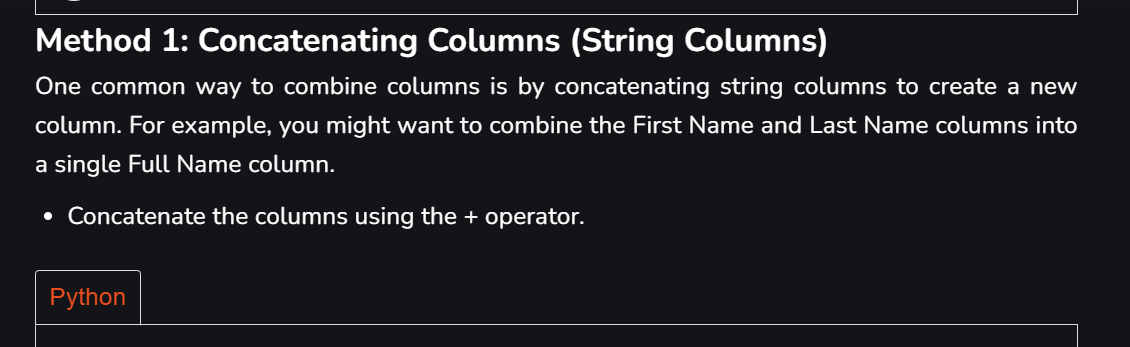 Method 1: Concatenating Columns (String Columns)
One common way to combine columns is by concatenating string columns to create a new
column. For example, you might want to combine the First Name and Last Name columns into
a single Full Name column.
• Concatenate the columns using the + operator.
Python